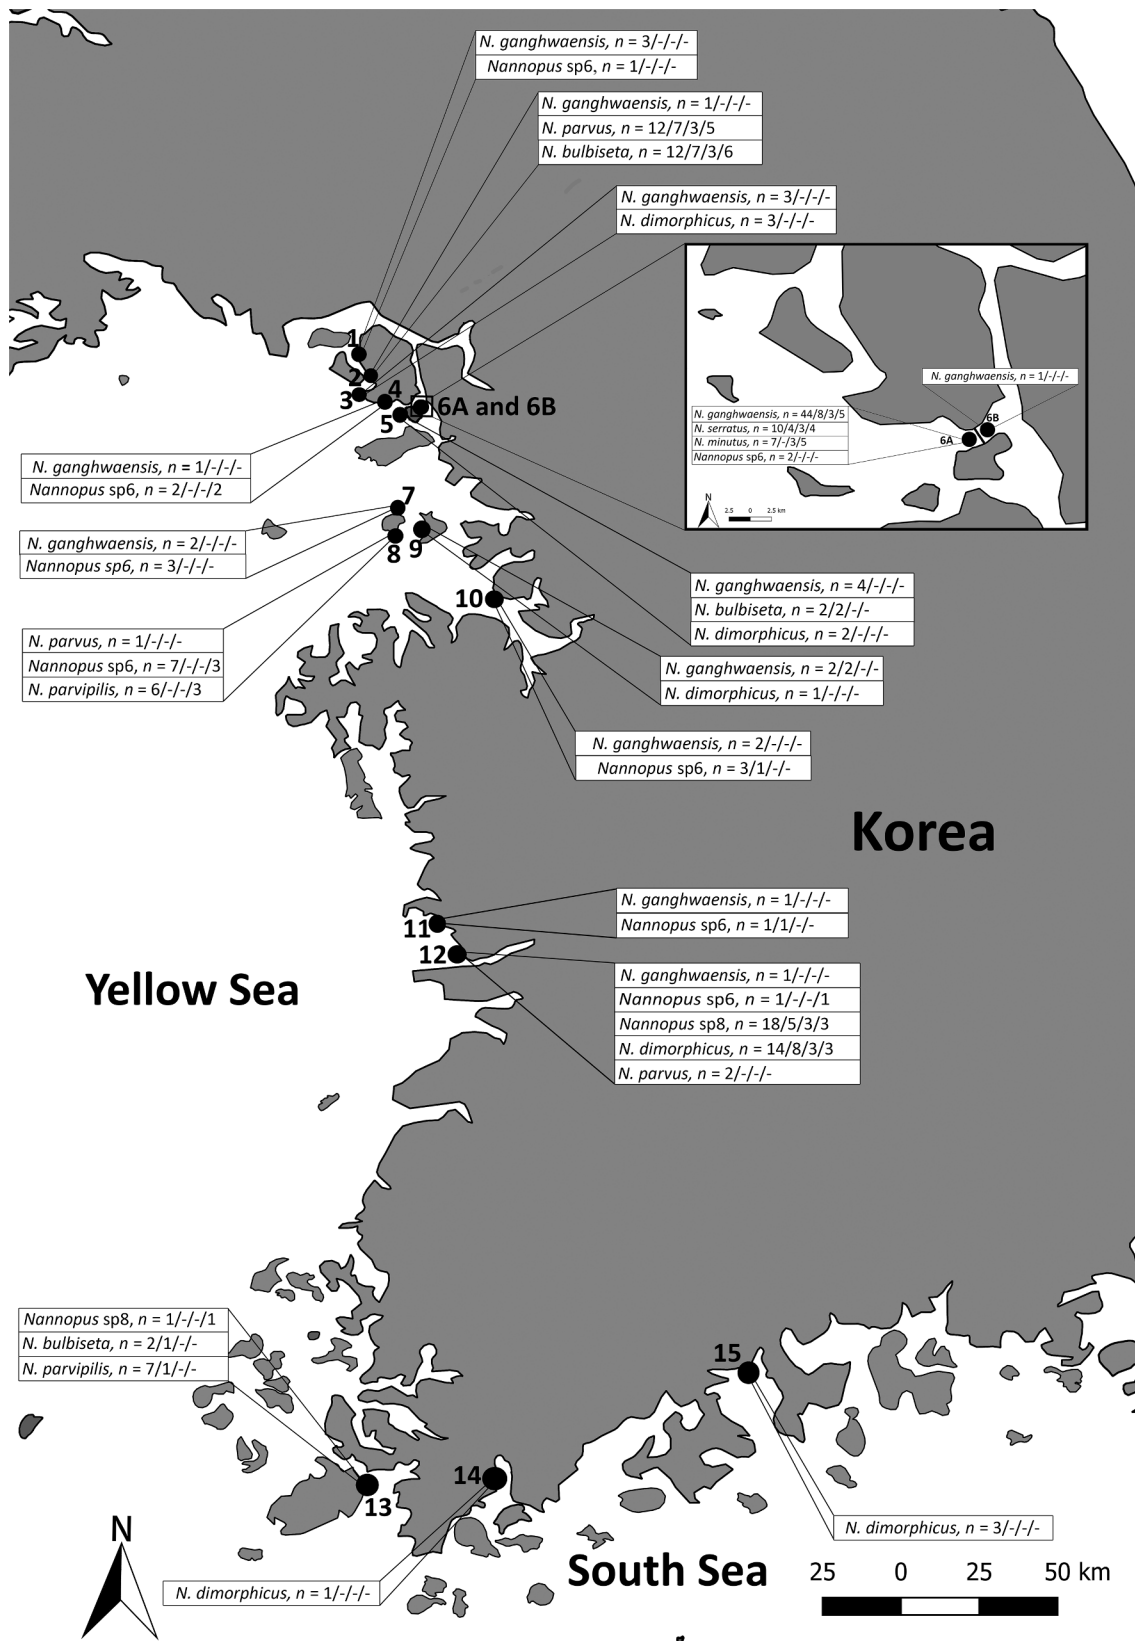 N. ganghwaensis, n = 3/-/-/-
Nannopus sp6, n = 1/-/-/-
N. ganghwaensis, n = 1/-/-/-
N. parvus, n = 12/7/3/5
N. bulbiseta, n = 12/7/3/6
N. ganghwaensis, n = 3/-/-/-
N. dimorphicus, n = 3/-/-/-
1
2
3
4
5
6A and 6B
N. ganghwaensis, n = 1/-/-/-
N. ganghwaensis, n = 44/8/3/5
N. serratus, n = 10/4/3/4
N. minutus, n = 7/-/3/5
Nannopus sp6, n = 2/-/-/-
6A
6B
N
2.5 0 2.5 km
N. ganghwaensis, n = 1/-/-/-
Nannopus sp6, n = 2/-/-/2
7
8
9
N. ganghwaensis, n = 2/-/-/-
Nannopus sp6, n = 3/-/-/-
N. ganghwaensis, n = 4/-/-/-
N. bulbiseta, n = 2/2/-/-
N. dimorphicus, n = 2/-/-/-
10
N. parvus, n = 1/-/-/-
Nannopus sp6, n = 7/-/-/3
N. parvipilis, n = 6/-/-/3
N. ganghwaensis, n = 2/2/-/-
N. dimorphicus, n = 1/-/-/-
N. ganghwaensis, n = 2/-/-/-
Nannopus sp6, n = 3/1/-/-
Korea
N. ganghwaensis, n = 1/-/-/-
Nannopus sp6, n = 1/1/-/-
11
12
Yellow Sea
N. ganghwaensis, n = 1/-/-/-
Nannopus sp6, n = 1/-/-/1
Nannopus sp8, n = 18/5/3/3
N. dimorphicus, n = 14/8/3/3
N. parvus, n = 2/-/-/-
Nannopus sp8, n = 1/-/-/1
N. bulbiseta, n = 2/1/-/-
N. parvipilis, n = 7/1/-/-
15
14
13
N
N. dimorphicus, n = 3/-/-/-
South Sea
N. dimorphicus, n = 1/-/-/-
25 0 25 50 km